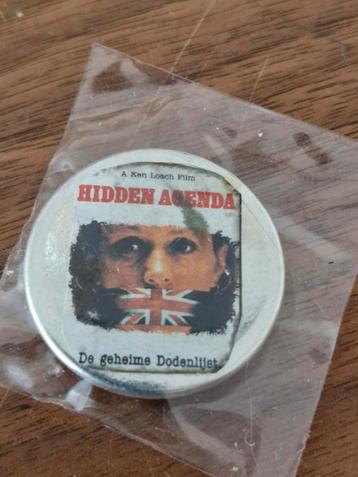 A Ken Loach Film
HIDDEN AGENDA
De geheime Dodenlijst